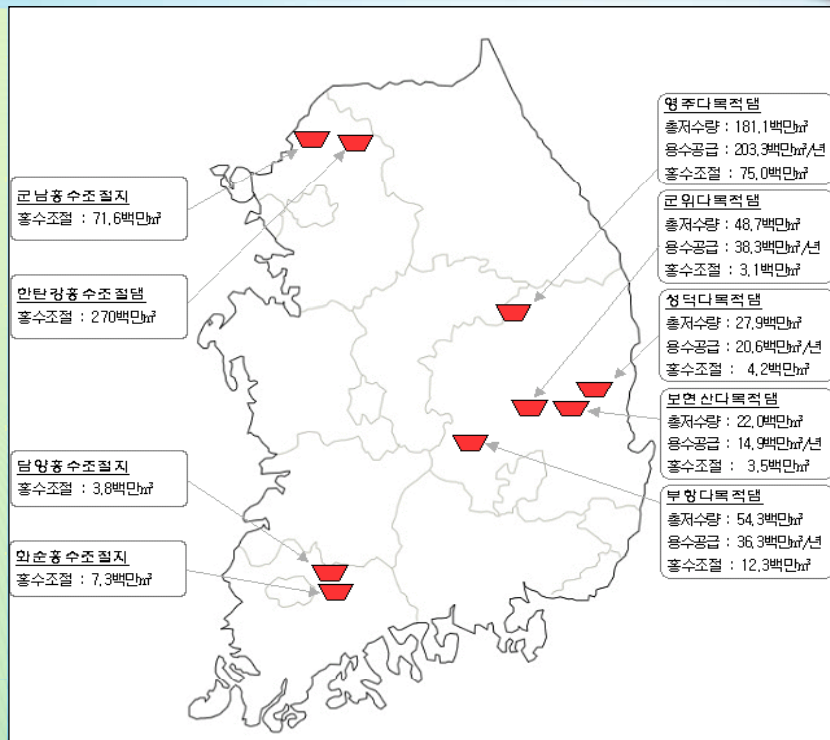 군남홍수조절지
홍수조절 : 71.6백만㎥
한탄강홍수조절댐
홍수조절 : 270백만㎥
담양홍수조절지
홍수조절 : 3.8백만㎥
화순홍수조절지
홍수조절 : 7.3백만㎥
영주다목적댐
총저수량 : 181.1백만㎥
용수공급 : 203.3백만㎥/년
홍수조절 : 75.0백만㎥
군위다목적댐
총저수량 : 48.7백만㎥
용수공급 : 38.3백만㎥/년
홍수조절 : 3.1백만㎥
성덕다목적댐
총저수량 : 27.9백만㎥
용수공급 : 20.6백만㎥/년
홍수조절 : 4.2백만㎥
보현산다목적댐
총저수량 : 22.0백만㎥
용수공급 : 14.9백만㎥/년
홍수조절 : 3.5백만㎥
부항다목적댐
총저수량 : 54.3백만㎥
용수공급 : 36.3백만㎥/년
홍수조절 : 12.3백만㎥